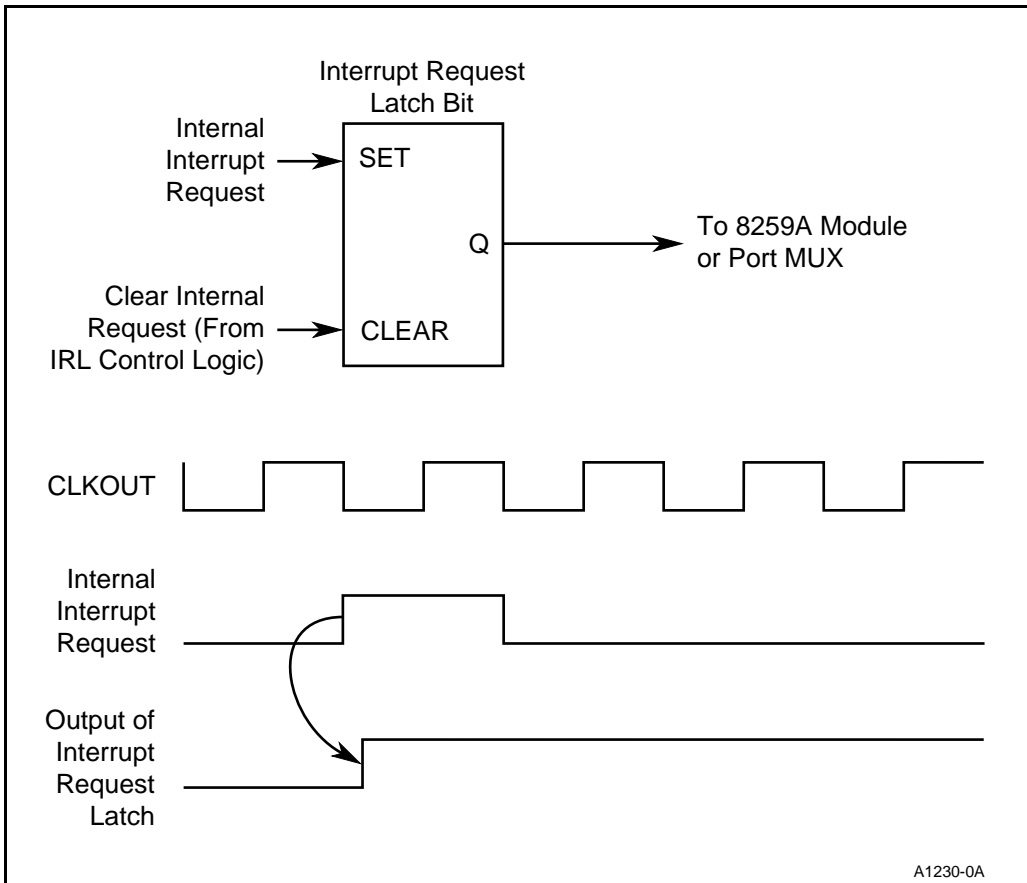 Interrupt Request
Latch Bit
Internal
Interrupt
Request
SET
Q
To 8259A Module
or Port MUX
Clear Internal
Request (From
IRL Control Logic)
CLEAR
CLKOUT
Internal
Interrupt
Request
Output of
Interrupt
Request
Latch
A1230-0A